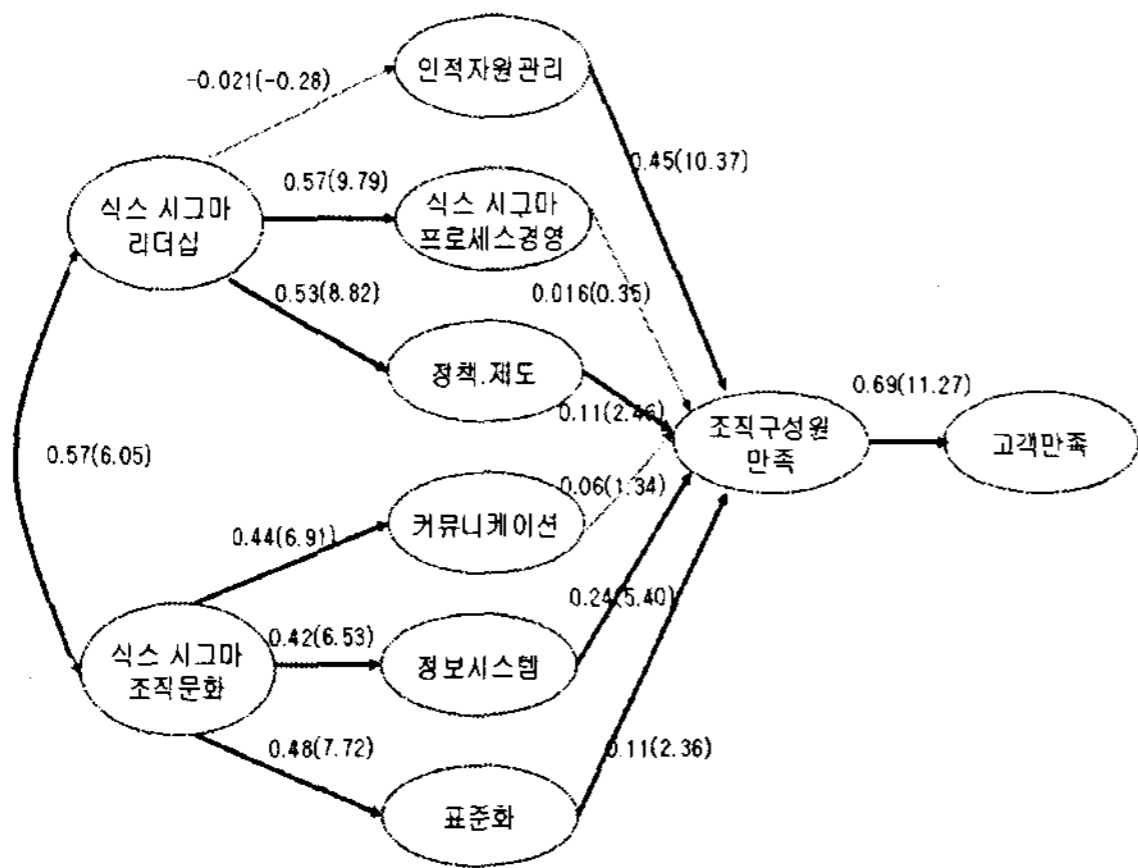 인적자원관리
-0.021(-0.28)
0.45(10.37)
0.57(9.79)
식스 시그마
리더십
식스 시구마
프로세스경영
0.53(8.82)
0.016(0.35)
정책.제도
0.11(2.46)
0.69(11.27)
조직구성원
만족
고객만족
0.57(6.05)
0.06(1.34)
커뮤니케이션
0.44(6.91)
0.24(5.40)
식스 시그마
조직문화
0.42(6.53)
정보시스템
0.48(7.72)
0.11(2.36)
표준화